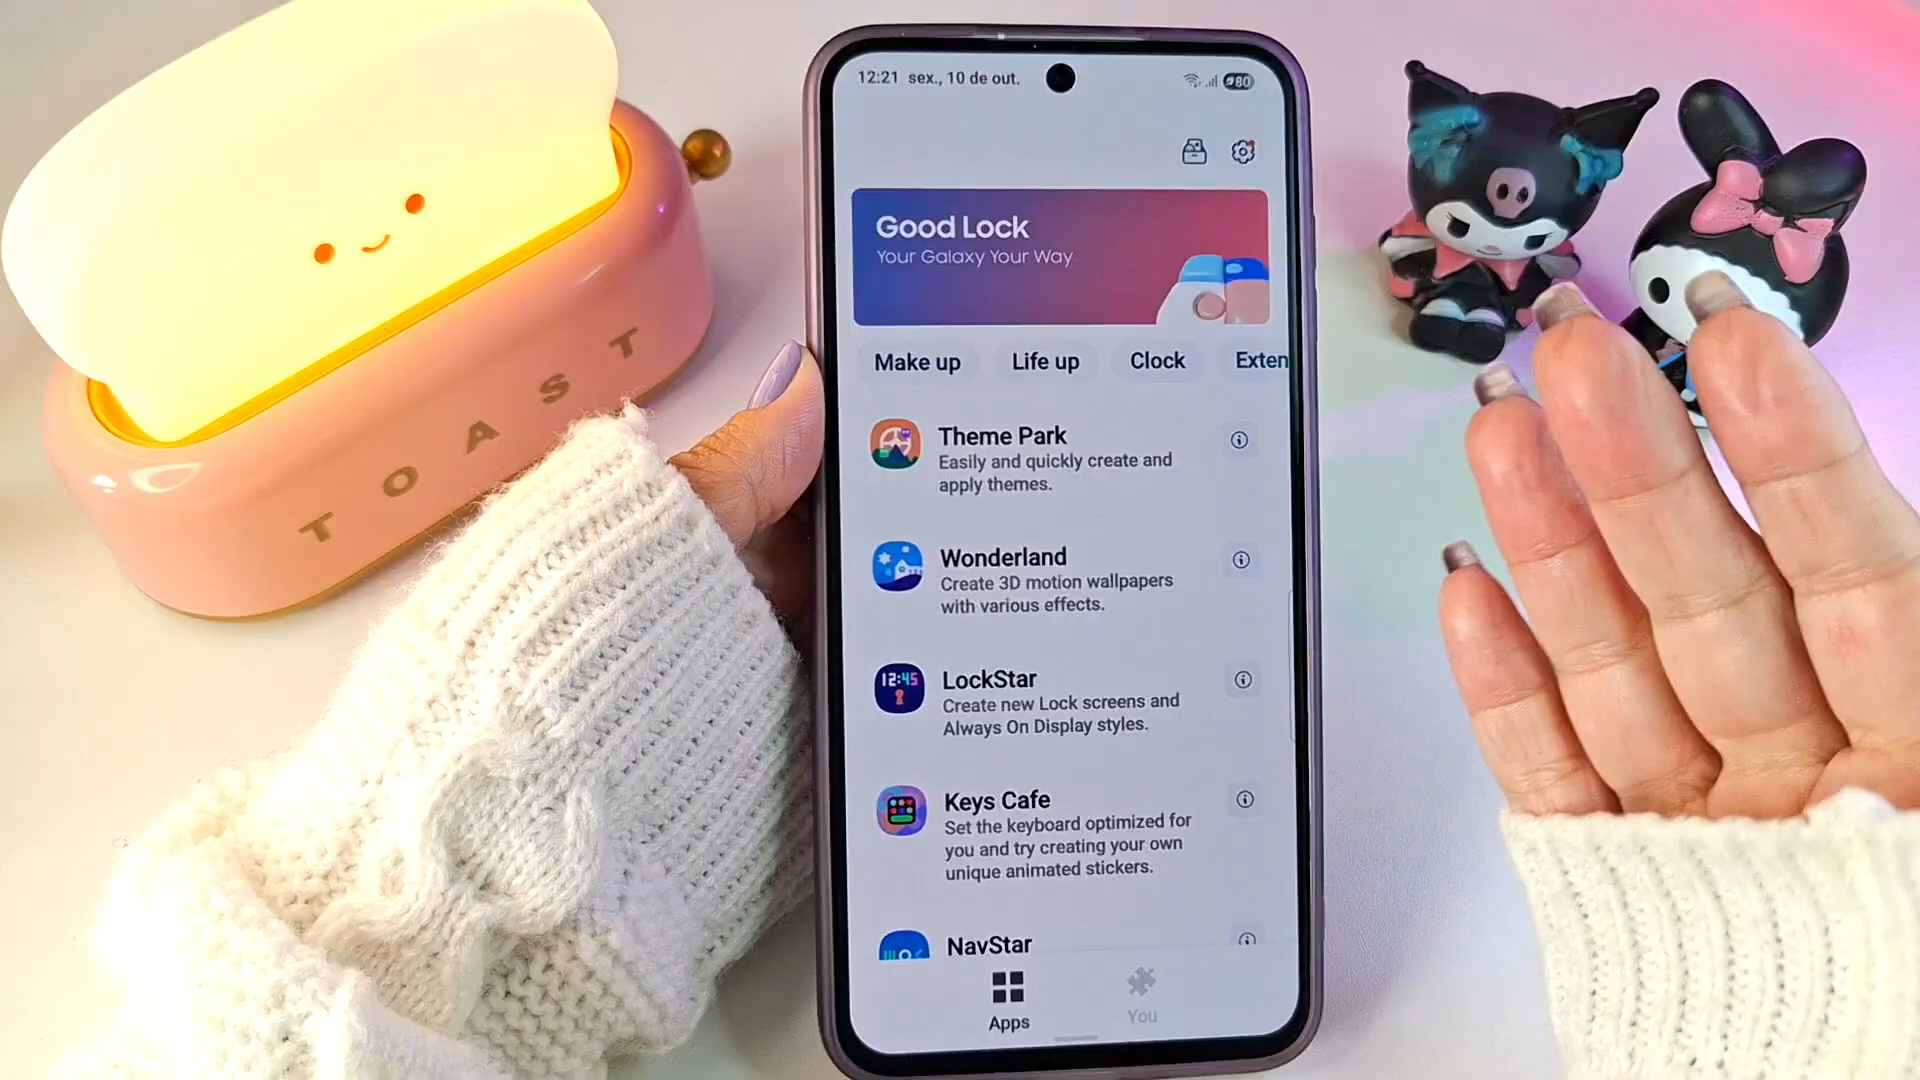 12:21 sex., 10 de out.
80
Good Lock
Your Galaxy Your Way
Make up
Life up
Clock
Exten
Theme Park
Easily and quickly create and
apply themes.
Wonderland
Create 3D motion wallpapers
with various effects.
12:45
LockStar
Create new Lock screens and
Always On Display styles.
Keys Cafe
Set the keyboard optimized for
you and try creating your own
unique animated stickers.
NavStar
Apps
You
TOAST